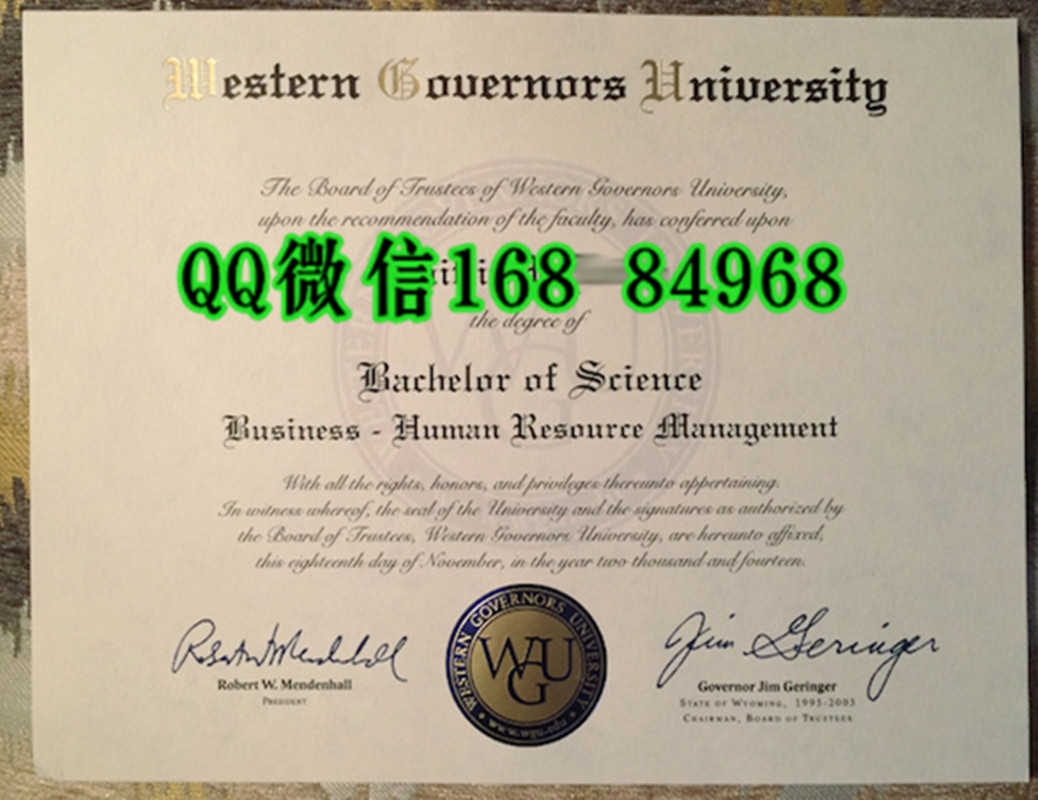 Western Governors University
The Board of Trustees of Western Governors University,
upon the recommendation of the faculty, has conferred upon
QQ微信168 84968
the degree of
Bachelor of Science
Business - Human Resource Management
With all the rights, honors, and privileges thereunto appertaining.
In witness whereof, the seal of the University and the signatures as authorized by
the Board of Trustees, Western Governors University, are hereunto affixed,
this eighteenth day of November, in the year two thousand and fourteen.
Robert W. Mendenhall
Jim Geringer
WESTERN GOVERNORS UNIVERSITY
WGU
www.wgu.edu
Robert W. Mendenhall
President
Governor Jim Geringer
State of Wyoming, 1995-2003
Chairman, Board of Trustees